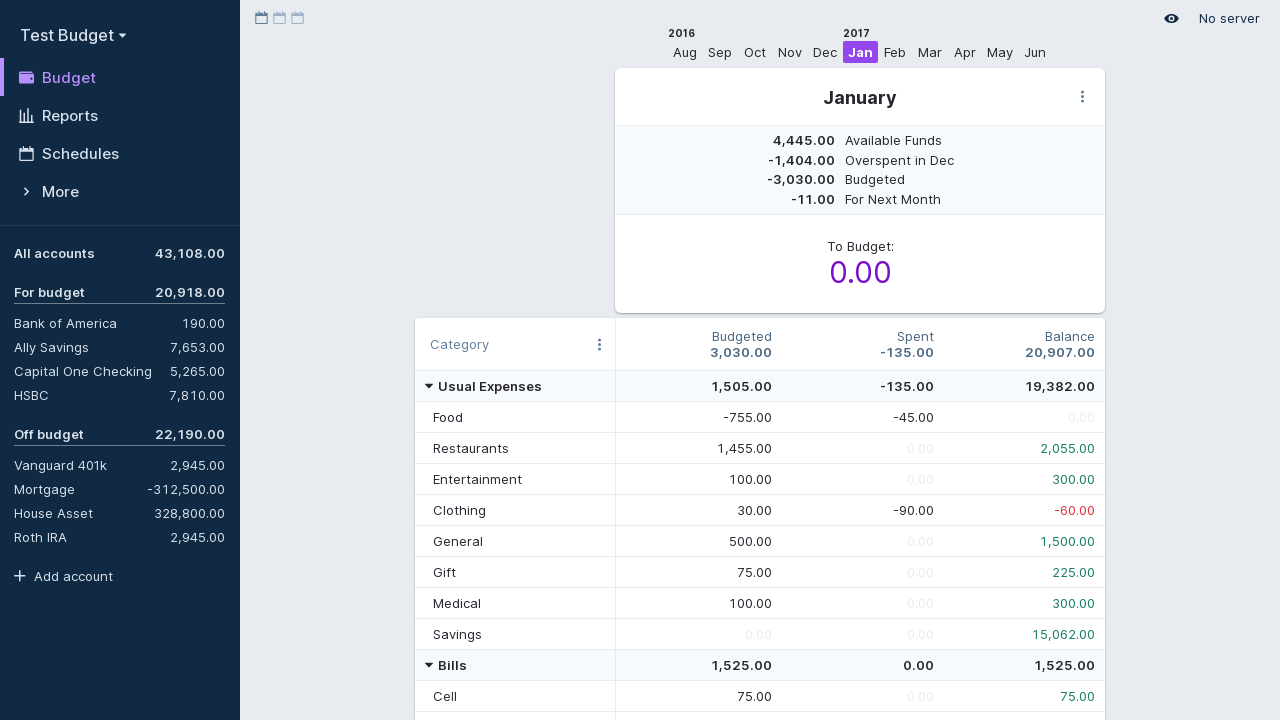 Test Budget
Budget
Reports
Schedules
More
All accounts 43,108.00
For budget 20,918.00
Bank of America 190.00
Ally Savings 7,653.00
Capital One Checking 5,265.00
HSBC 7,810.00
Off budget 22,190.00
Vanguard 401k 2,945.00
Mortgage -312,500.00
House Asset 328,800.00
Roth IRA 2,945.00
Add account
No server
2016 2017
Aug Sep Oct Nov Dec Jan Feb Mar Apr May Jun
January
4,445.00 Available Funds
-1,404.00 Overspent in Dec
-3,030.00 Budgeted
-11.00 For Next Month
To Budget:
0.00
Category Budgeted Spent Balance
3,030.00 -135.00 20,907.00
Usual Expenses 1,505.00 -135.00 19,382.00
Food -755.00 -45.00 0.00
Restaurants 1,455.00 0.00 2,055.00
Entertainment 100.00 0.00 300.00
Clothing 30.00 -90.00 -60.00
General 500.00 0.00 1,500.00
Gift 75.00 0.00 225.00
Medical 100.00 0.00 300.00
Savings 0.00 0.00 15,062.00
Bills 1,525.00 0.00 1,525.00
Cell 75.00 0.00 75.00